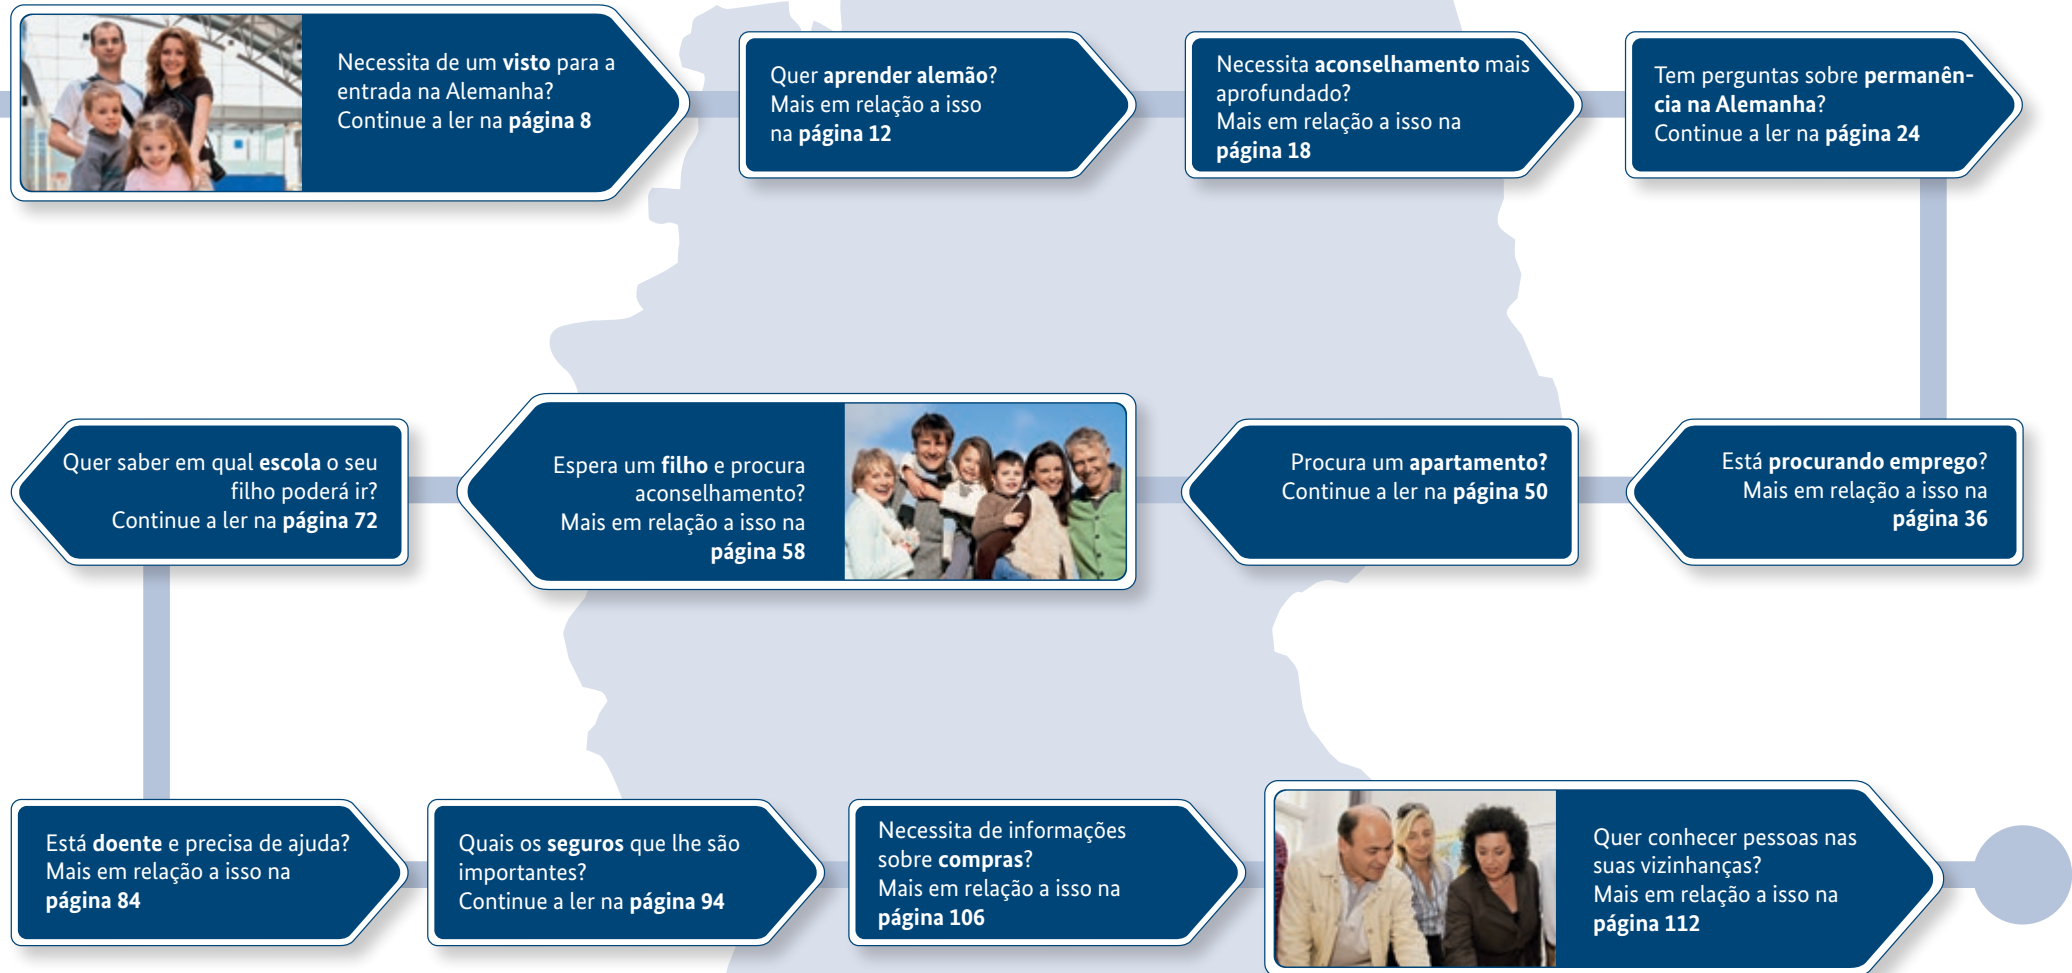 Necessita de um visto para a
entrada na Alemanha?
Continue a ler na página 8
Quer aprender alemão?
Mais em relação a isso
na página 12
Necessita aconselhamento mais
aprofundado?
Mais em relação a isso na
página 18
Tem perguntas sobre permanên-
cia na Alemanha?
Continue a ler na página 24
Está procurando emprego?
Mais em relação a isso na
página 36
Procura um apartamento?
Continue a ler na página 50
Espera um filho e procura
aconselhamento?
Mais em relação a isso na
página 58
Quer saber em qual escola o seu
filho poderá ir?
Continue a ler na página 72
Está doente e precisa de ajuda?
Mais em relação a isso na
página 84
Quais os seguros que lhe são
importantes?
Continue a ler na página 94
Necessita de informações
sobre compras?
Mais em relação a isso na
página 106
Quer conhecer pessoas nas
suas vizinhanças?
Mais em relação a isso na
página 112